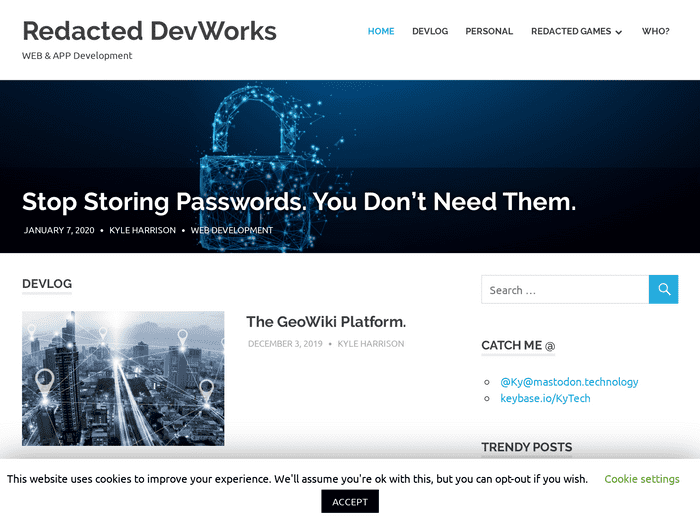 Redacted DevWorks
WEB & APP Development
HOME DEVLOG PERSONAL REDACTED GAMES WHO?
Stop Storing Passwords. You Don’t Need Them.
JANUARY 7, 2020 • KYLE HARRISON • WEB DEVELOPMENT
DEVLOG
The GeoWiki Platform.
DECEMBER 3, 2019 • KYLE HARRISON
Search …
CATCH ME @
@Ky@mastodon.technology
keybase.io/KyTech
TRENDY POSTS
This website uses cookies to improve your experience. We'll assume you're ok with this, but you can opt-out if you wish. Cookie settings
ACCEPT